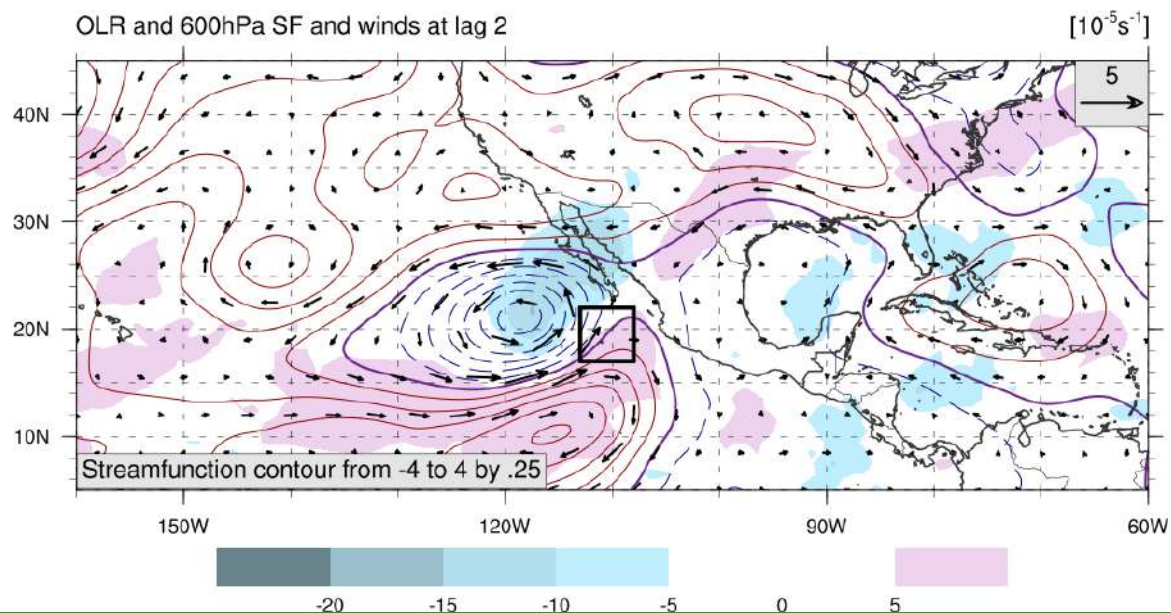 OLR and 600hPa SF and winds at lag 2
[10⁻⁵s⁻¹]
5
40N
30N
20N
10N
Streamfunction contour from -4 to 4 by .25
150W 120W 90W 60W
-20 -15 -10 -5 0 5